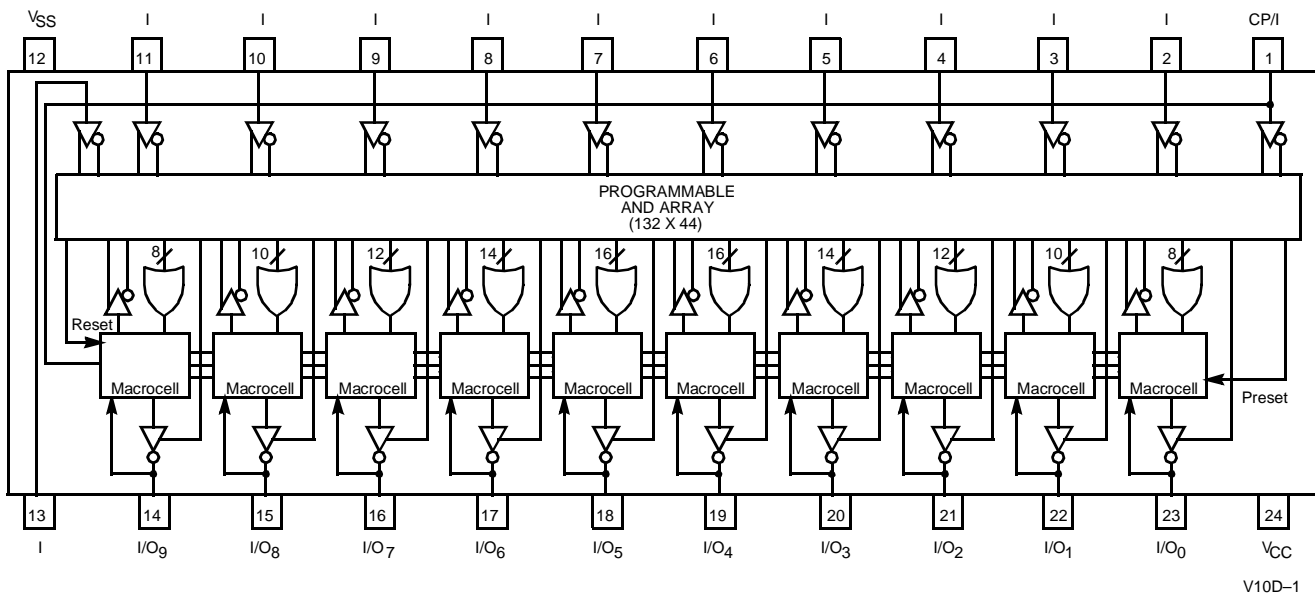 VSS I I I I I I I I I I CP/I
12 11 10 9 8 7 6 5 4 3 2 1
PROGRAMMABLE
AND ARRAY
(132 X 44)
8 10 12 14 16 16 14 12 10 8
Reset
Macrocell Macrocell Macrocell Macrocell Macrocell Macrocell Macrocell Macrocell Macrocell Macrocell
Preset
13 14 15 16 17 18 19 20 21 22 23 24
I I/O9 I/O8 I/O7 I/O6 I/O5 I/O4 I/O3 I/O2 I/O1 I/O0 VCC
V10D–1